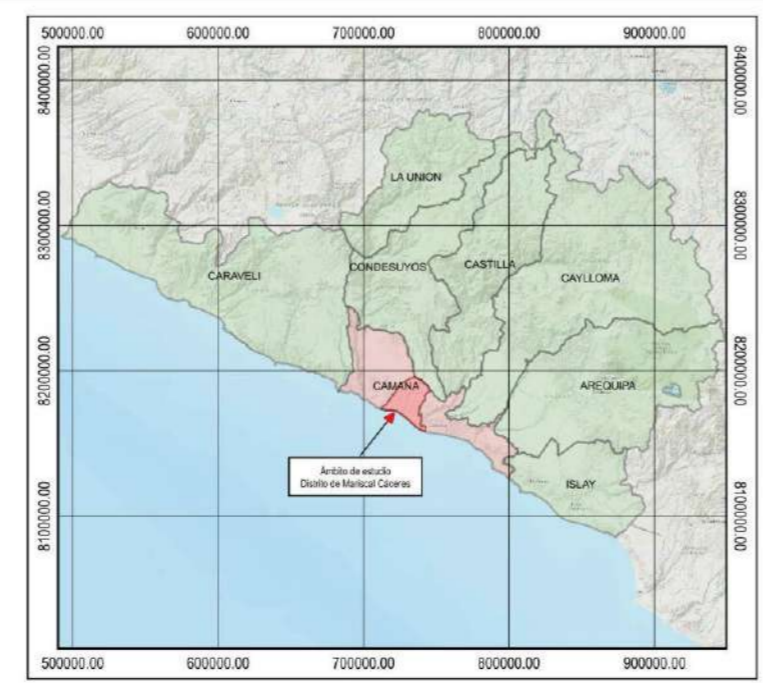 500000.00 600000.00 700000.00 800000.00 900000.00
8400000.00 8400000.00
LA UNION
8300000.00 8300000.00
CARAVELI CONDESUYOS CASTILLA CAYLLOMA
8200000.00 8200000.00
CAMANA AREQUIPA
Ámbito de estudio
Distrito de Mariscal Cáceres
ISLAY
8100000.00 8100000.00
500000.00 600000.00 700000.00 800000.00 900000.00